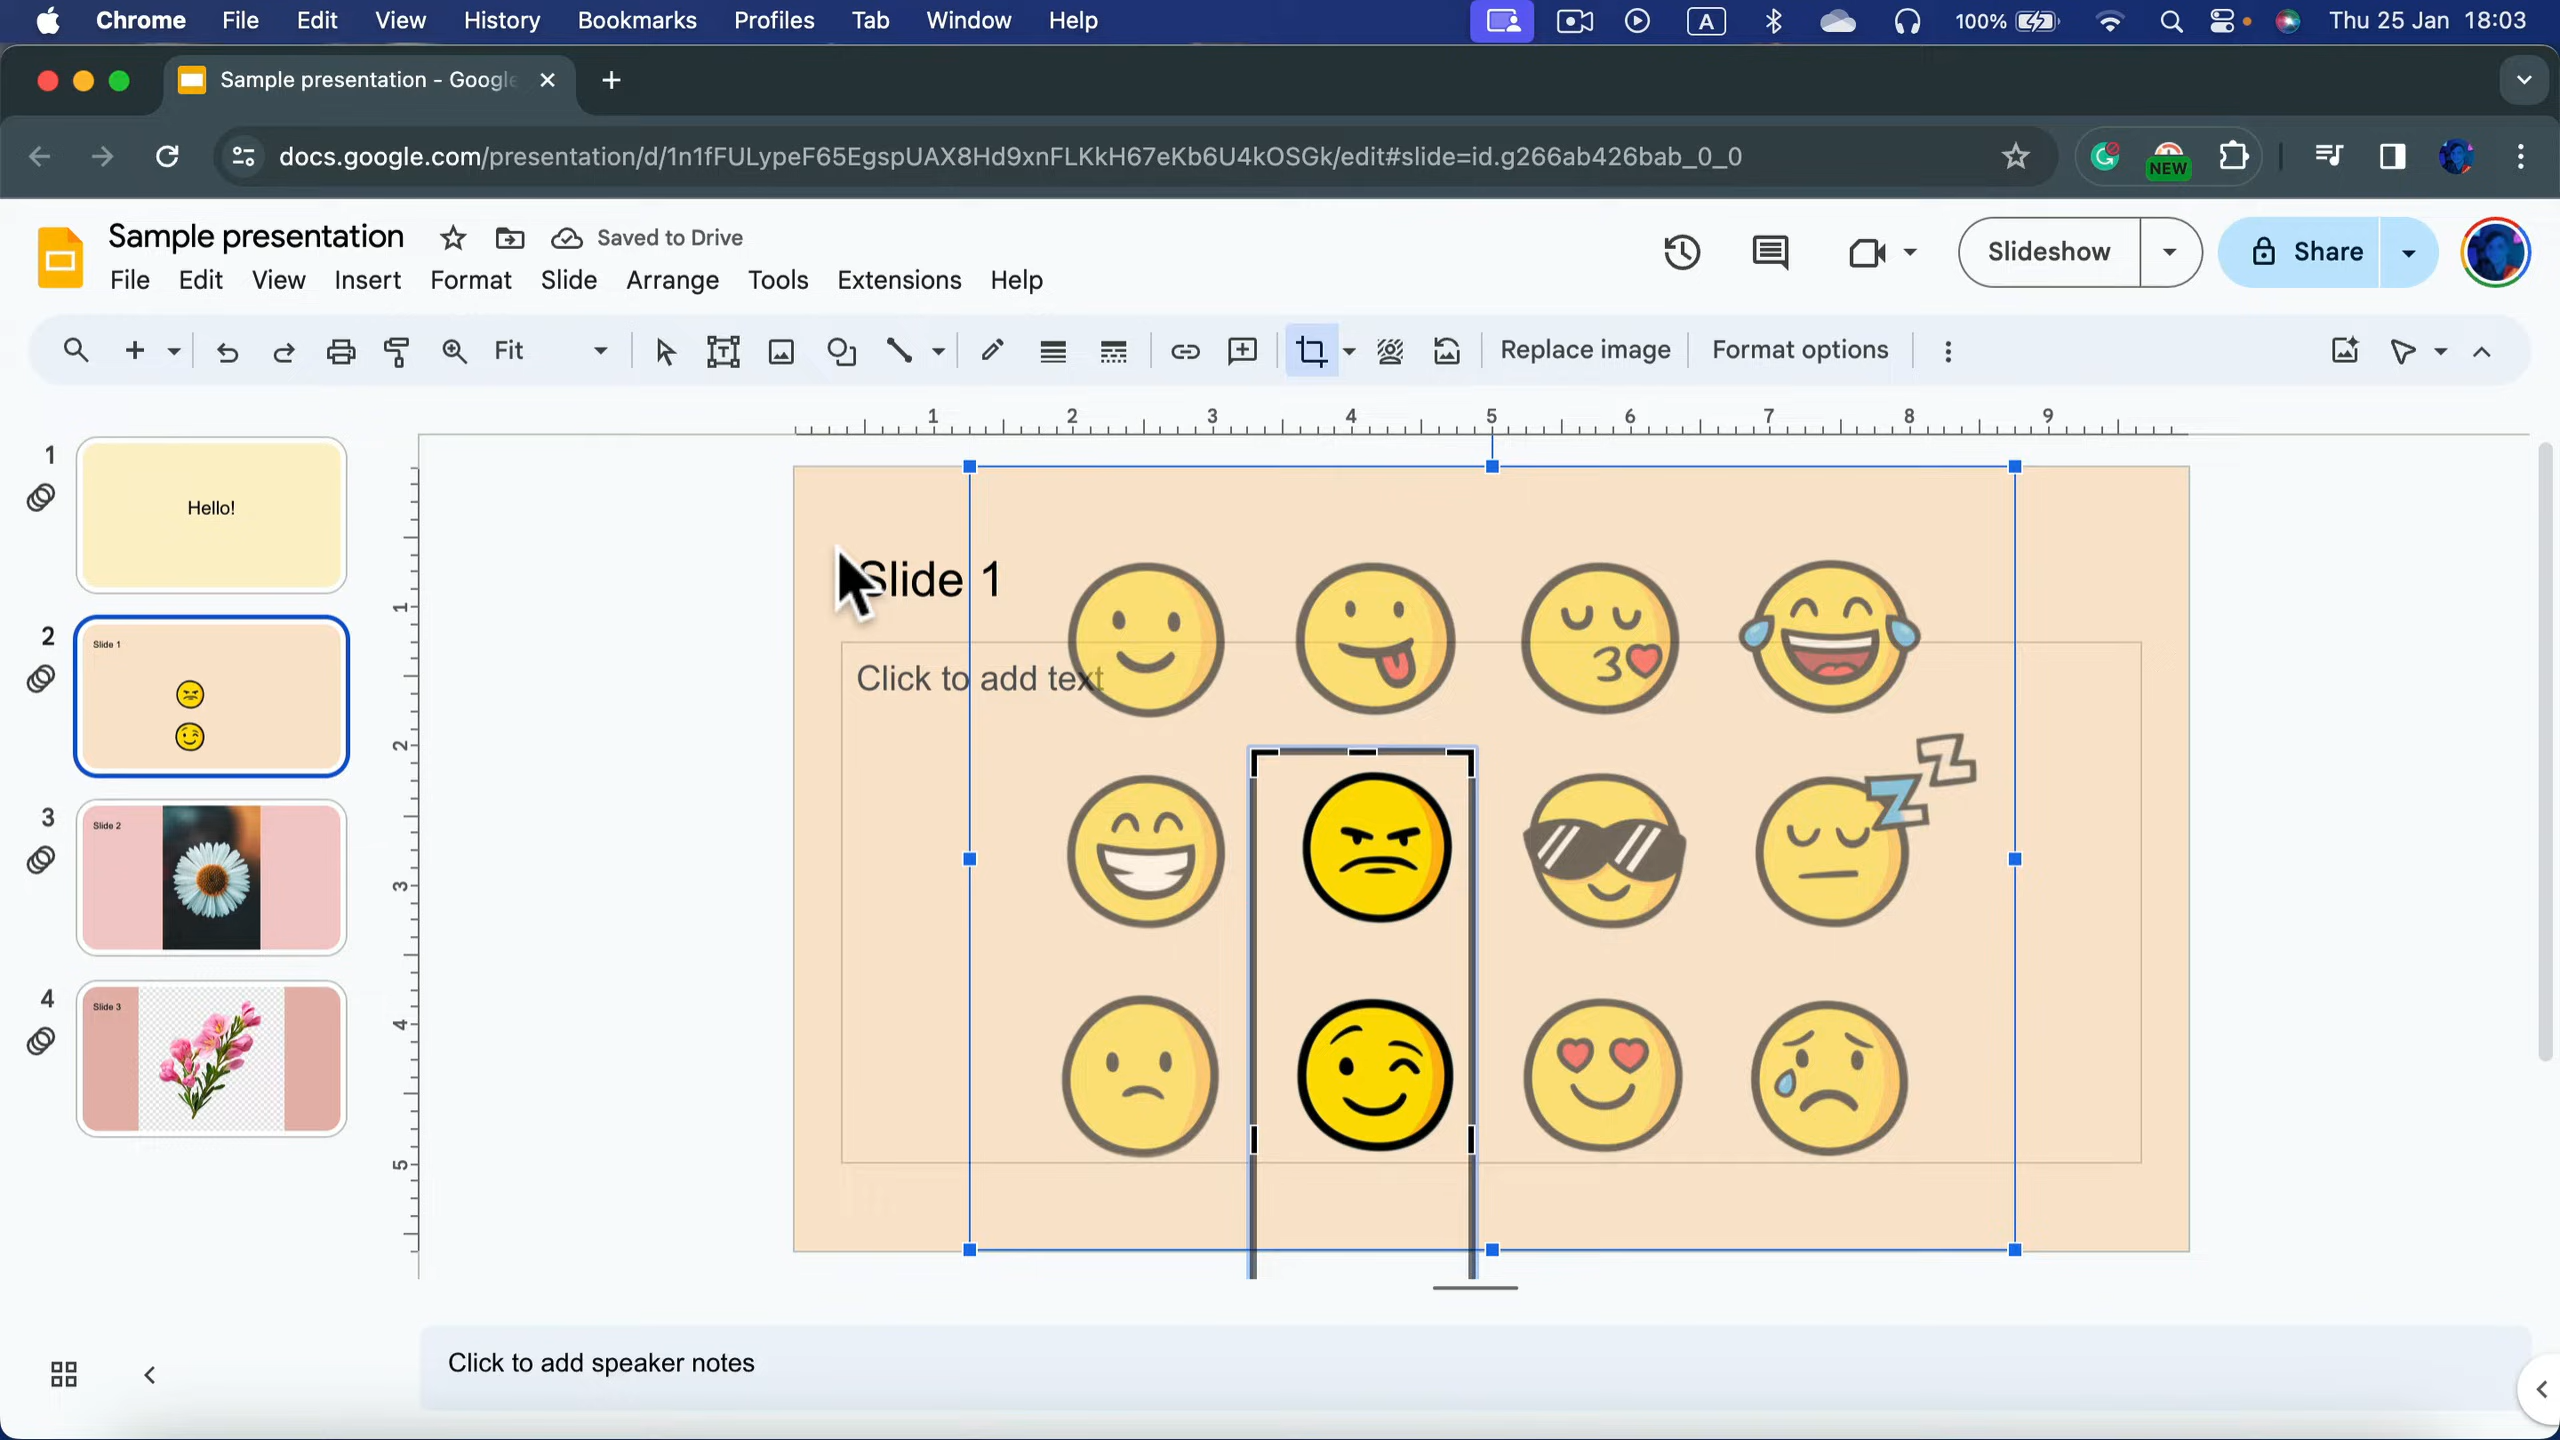 Chrome File Edit View History Bookmarks Profiles Tab Window Help A 100% Thu 25 Jan 18:03
Sample presentation - Google
docs.google.com/presentation/d/1n1fFULypeF65EgspUAX8Hd9xnFLKkH67eKb6U4kOSGk/edit#slide=id.g266ab426bab_0_0 NEW
Sample presentation Saved to Drive
File Edit View Insert Format Slide Arrange Tools Extensions Help
Slideshow Share
Fit Replace image Format options
1 2 3 4 5 6 7 8 9
1
Hello!
2
Slide 1
3
Slide 2
4
Slide 3
1
2
3
4
5
Slide 1
Click to add text
3
Z
Z
Click to add speaker notes